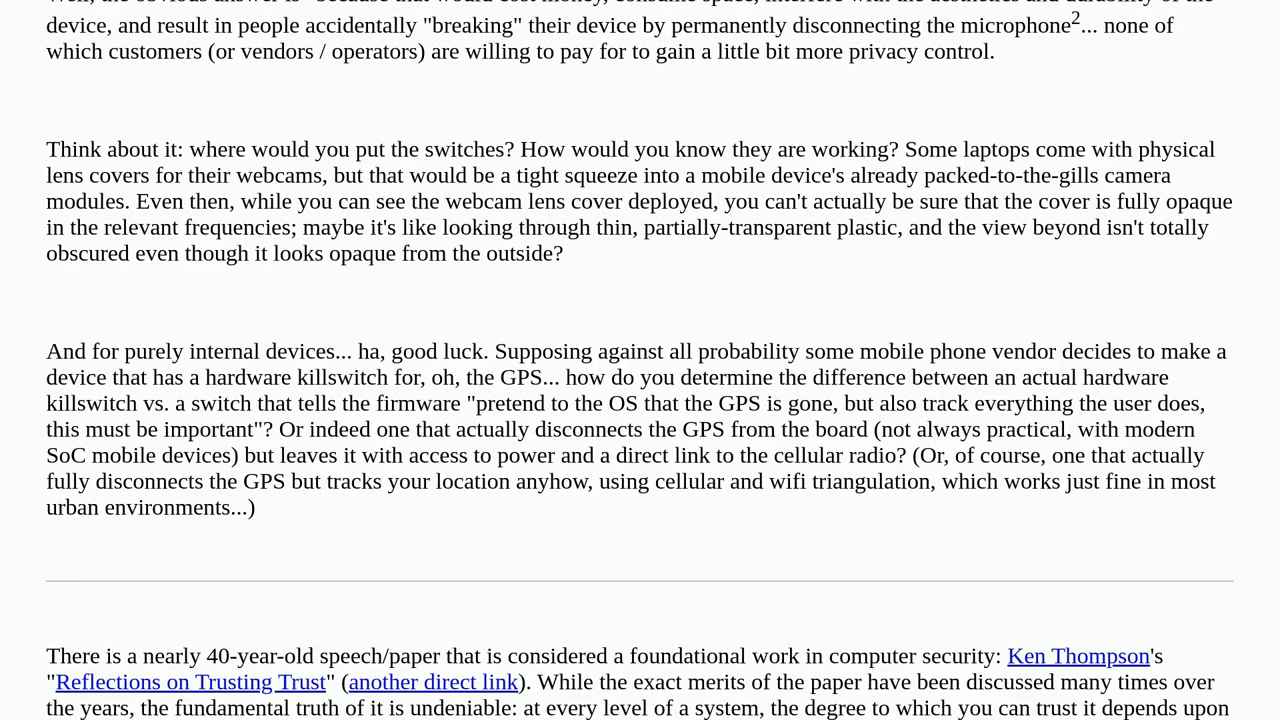 device, and result in people accidentally "breaking" their device by permanently disconnecting the microphone2... none of
which customers (or vendors / operators) are willing to pay for to gain a little bit more privacy control.
Think about it: where would you put the switches? How would you know they are working? Some laptops come with physical
lens covers for their webcams, but that would be a tight squeeze into a mobile device's already packed-to-the-gills camera
modules. Even then, while you can see the webcam lens cover deployed, you can't actually be sure that the cover is fully opaque
in the relevant frequencies; maybe it's like looking through thin, partially-transparent plastic, and the view beyond isn't totally
obscured even though it looks opaque from the outside?
And for purely internal devices... ha, good luck. Supposing against all probability some mobile phone vendor decides to make a
device that has a hardware killswitch for, oh, the GPS... how do you determine the difference between an actual hardware
killswitch vs. a switch that tells the firmware "pretend to the OS that the GPS is gone, but also track everything the user does,
this must be important"? Or indeed one that actually disconnects the GPS from the board (not always practical, with modern
SoC mobile devices) but leaves it with access to power and a direct link to the cellular radio? (Or, of course, one that actually
fully disconnects the GPS but tracks your location anyhow, using cellular and wifi triangulation, which works just fine in most
urban environments...)
There is a nearly 40-year-old speech/paper that is considered a foundational work in computer security: Ken Thompson's
"Reflections on Trusting Trust" (another direct link). While the exact merits of the paper have been discussed many times over
the years, the fundamental truth of it is undeniable: at every level of a system, the degree to which you can trust it depends upon